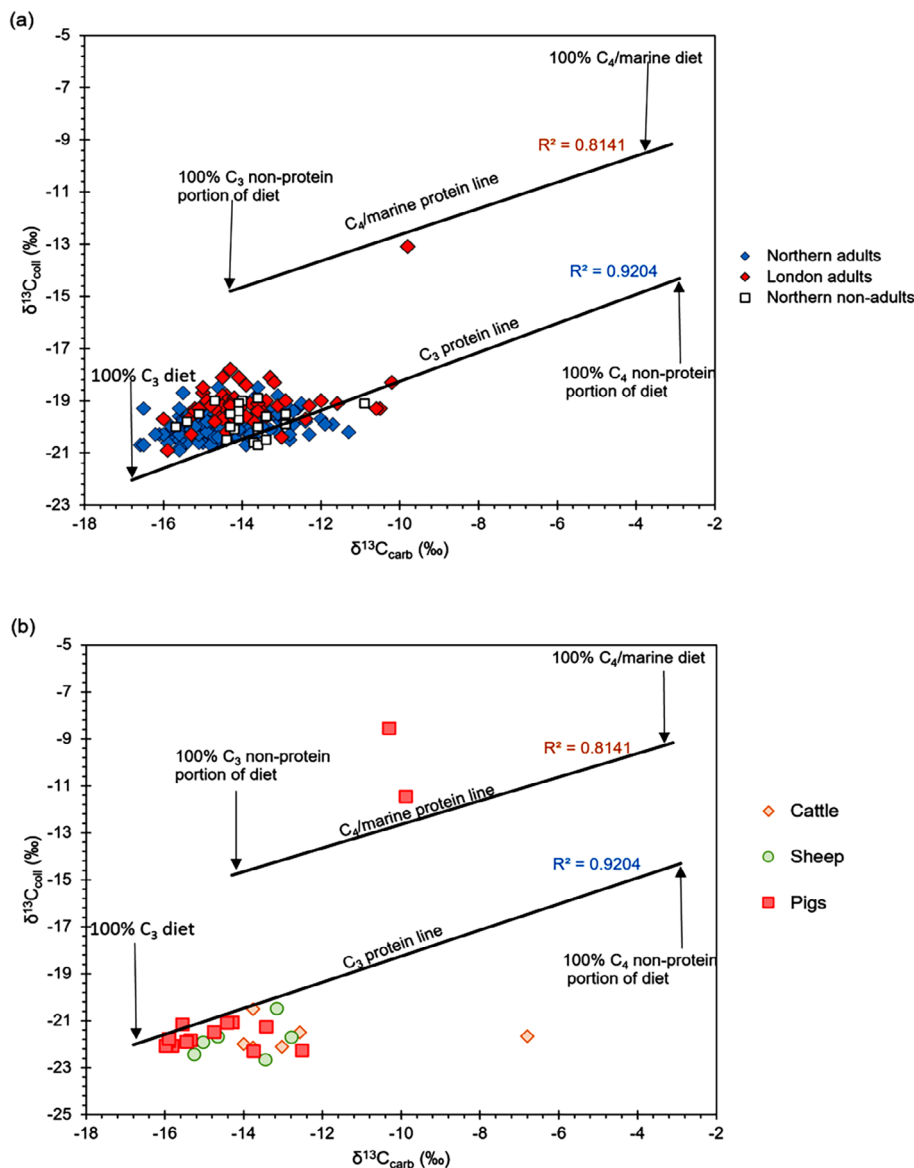 (a)
-5
-7
-9
-11
-13
-15
-17
-19
-21
-23
δ¹³C_coll (‰)
100% C₄/marine diet
R² = 0.8141
100% C₃ non-protein
portion of diet
C₄/marine protein line
R² = 0.9204
C₃ protein line
100% C₃ diet
100% C₄ non-protein
portion of diet
Northern adults
London adults
Northern non-adults
-18 -16 -14 -12 -10 -8 -6 -4 -2
δ¹³C_carb (‰)
(b)
-5
-7
-9
-11
-13
-15
-17
-19
-21
-23
-25
δ¹³C_coll (‰)
100% C₄/marine diet
R² = 0.8141
100% C₃ non-protein
portion of diet
C₄/marine protein line
R² = 0.9204
C₃ protein line
100% C₃ diet
100% C₄ non-protein
portion of diet
Cattle
Sheep
Pigs
-18 -16 -14 -12 -10 -8 -6 -4 -2
δ¹³C_carb (‰)